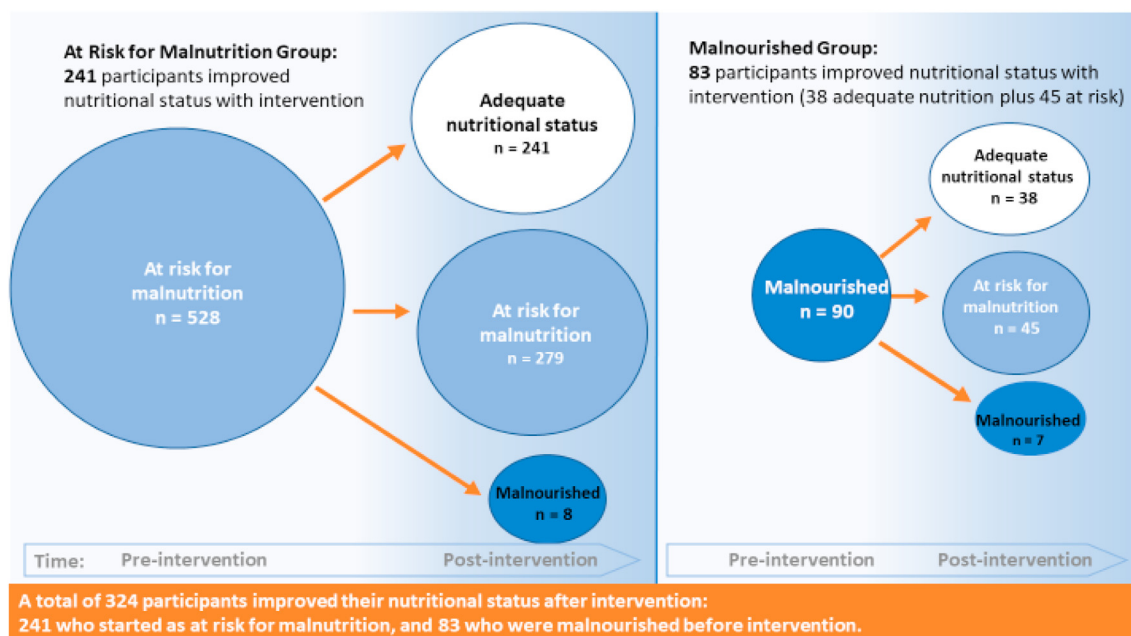 At Risk for Malnutrition Group:
241 participants improved
nutritional status with intervention
Adequate
nutritional status
n = 241
At risk for
malnutrition
n = 528
At risk for
malnutrition
n = 279
Malnourished
n = 8
Time:
Pre-intervention
Post-intervention
Malnourished Group:
83 participants improved nutritional status with
intervention (38 adequate nutrition plus 45 at risk)
Adequate
nutritional status
n = 38
Malnourished
n = 90
At risk for
malnutrition
n = 45
Malnourished
n = 7
Pre-intervention
Post-intervention
A total of 324 participants improved their nutritional status after intervention:
241 who started as at risk for malnutrition, and 83 who were malnourished before intervention.